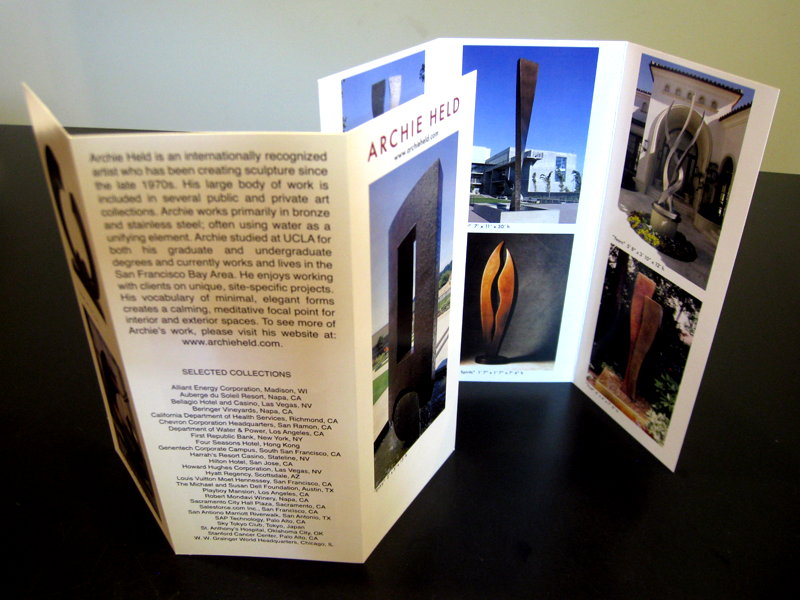 Archie Held is an internationally recognized
artist who has been creating sculpture since
the late 1970s. His large body of work is
included in several public and private art
collections. Archie works primarily in bronze
and stainless steel; often using water as a
unifying element. Archie studied at UCLA for
both his graduate and undergraduate
degrees and currently works and lives in the
San Francisco Bay Area. He enjoys working
with clients on unique, site-specific projects.
His vocabulary of minimal, elegant forms
creates a calming, meditative focal point for
interior and exterior spaces. To see more of
Archie's work, please visit his website at:
www.archieheld.com.
SELECTED COLLECTIONS
Alliant Energy Corporation, Madison, WI
Auberge du Soleil Resort, Napa, CA
Bellagio Hotel and Casino, Las Vegas, NV
Beringer Vineyards, Napa, CA
California Department of Health Services, Richmond, CA
Chevron Corporation Headquarters, San Ramon, CA
Department of Water & Power, Los Angeles, CA
First Republic Bank, New York, NY
Four Seasons Hotel, Hong Kong
Genentech Corporate Campus, South San Francisco, CA
Harrah's Resort Casino, Stateline, NV
Hilton Hotel, San Jose, CA
Howard Hughes Corporation, Las Vegas, NV
Hyatt Regency, Scottsdale, AZ
Louis Vuitton Moet Hennessey, San Francisco, CA
The Michael and Susan Dell Foundation, Austin, TX
Playboy Mansion, Los Angeles, CA
Robert Mondavi Winery, Napa, CA
Sacramento City Hall Plaza, Sacramento, CA
Salesforce.com Inc., San Francisco, CA
San Antonio Marriott Riverwalk, San Antonio, TX
SAP Technology, Palo Alto, CA
Sky Tokyo Club, Tokyo, Japan
St. Anthony's Hospital, Oklahoma City, OK
Stanford Cancer Center, Palo Alto, CA
W. W. Grainger World Headquarters, Chicago, IL
ARCHIE HELD
www.archieheld.com